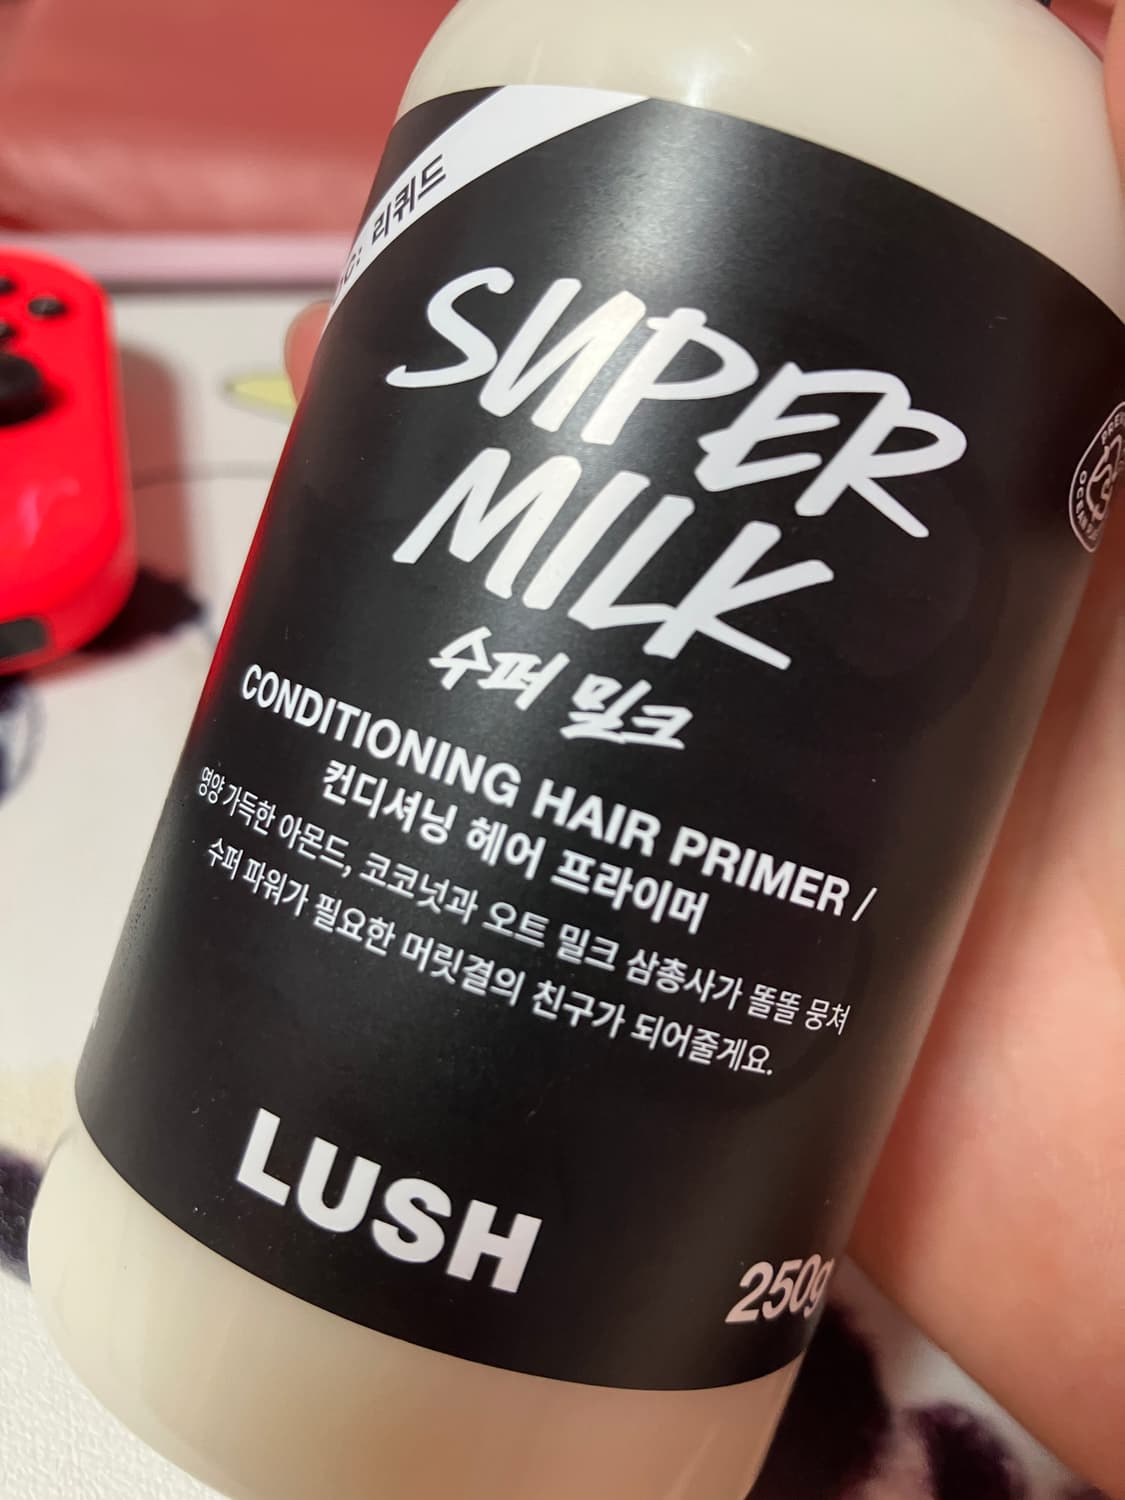 리퀴드
SUPER
MILK
수퍼 밀크
CONDITIONING HAIR PRIMER /
컨디셔닝 헤어 프라이머
영양 가득한 아몬드, 코코넛과 오트 밀크 삼총사가 똘똘 뭉쳐
수퍼 파워가 필요한 머릿결의 친구가 되어줄게요.
LUSH
250g